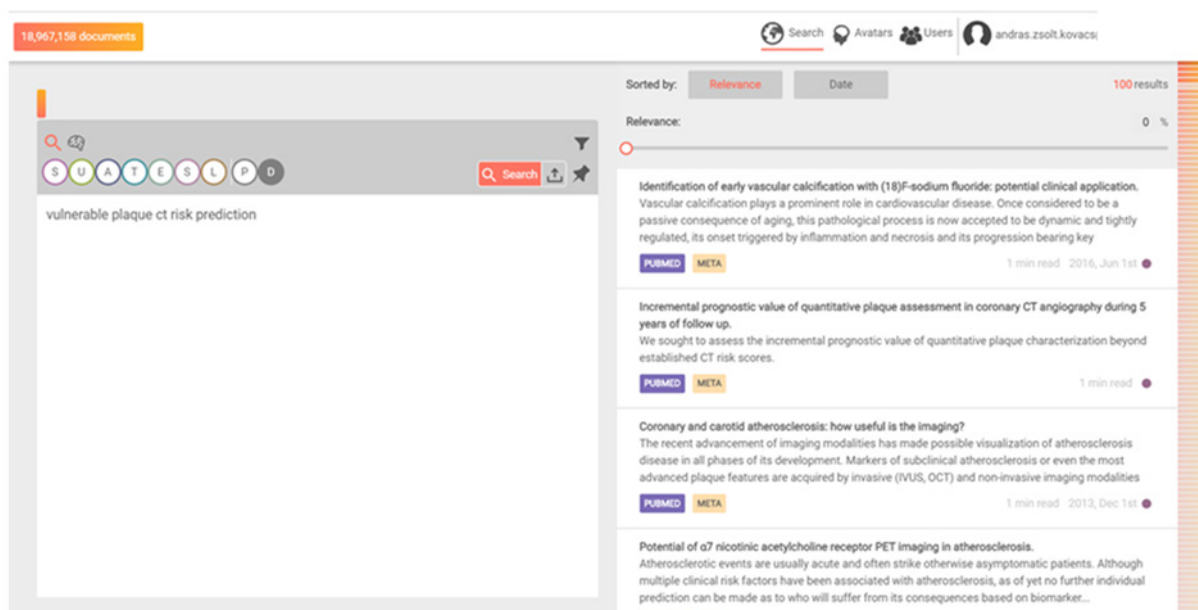 18,967,158 documents
Search Avatars Users andras.zsolt.kovacs
Sorted by: Relevance Date 100 results
Relevance: 0 %
S U A T E S L P D
Search
vulnerable plaque ct risk prediction
Identification of early vascular calcification with (18)F-sodium fluoride: potential clinical application.
Vascular calcification plays a prominent role in cardiovascular disease. Once considered to be a
passive consequence of aging, this pathological process is now accepted to be dynamic and tightly
regulated, its onset triggered by inflammation and necrosis and its progression bearing key
PUBMED META 1 min read 2016, Jun 1st
Incremental prognostic value of quantitative plaque assessment in coronary CT angiography during 5
years of follow up.
We sought to assess the incremental prognostic value of quantitative plaque characterization beyond
established CT risk scores.
PUBMED META 1 min read
Coronary and carotid atherosclerosis: how useful is the imaging?
The recent advancement of imaging modalities has made possible visualization of atherosclerosis
disease in all phases of its development. Markers of subclinical atherosclerosis or even the most
advanced plaque features are acquired by invasive (IVUS, OCT) and non-invasive imaging modalities
PUBMED META 1 min read 2013, Dec 1st
Potential of α7 nicotinic acetylcholine receptor PET imaging in atherosclerosis.
Atherosclerotic events are usually acute and often strike otherwise asymptomatic patients. Although
multiple clinical risk factors have been associated with atherosclerosis, as of yet no further individual
prediction can be made as to who will suffer from its consequences based on biomarker...